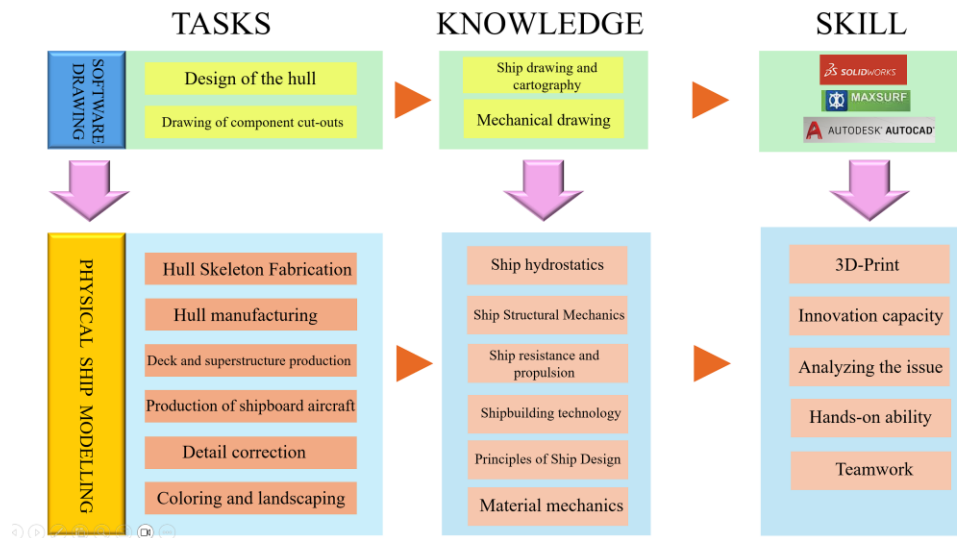 TASKS
KNOWLEDGE
SKILL
SOFTWARE
DRAWING
Design of the hull
Drawing of component cut-outs
Ship drawing and
cartography
Mechanical drawing
SOLIDWORKS
MAXSURF
AUTODESK® AUTOCAD®
PHYSICAL SHIP MODELLING
Hull Skeleton Fabrication
Hull manufacturing
Deck and superstructure production
Production of shipboard aircraft
Detail correction
Coloring and landscaping
Ship hydrostatics
Ship Structural Mechanics
Ship resistance and
propulsion
Shipbuilding technology
Principles of Ship Design
Material mechanics
3D-Print
Innovation capacity
Analyzing the issue
Hands-on ability
Teamwork